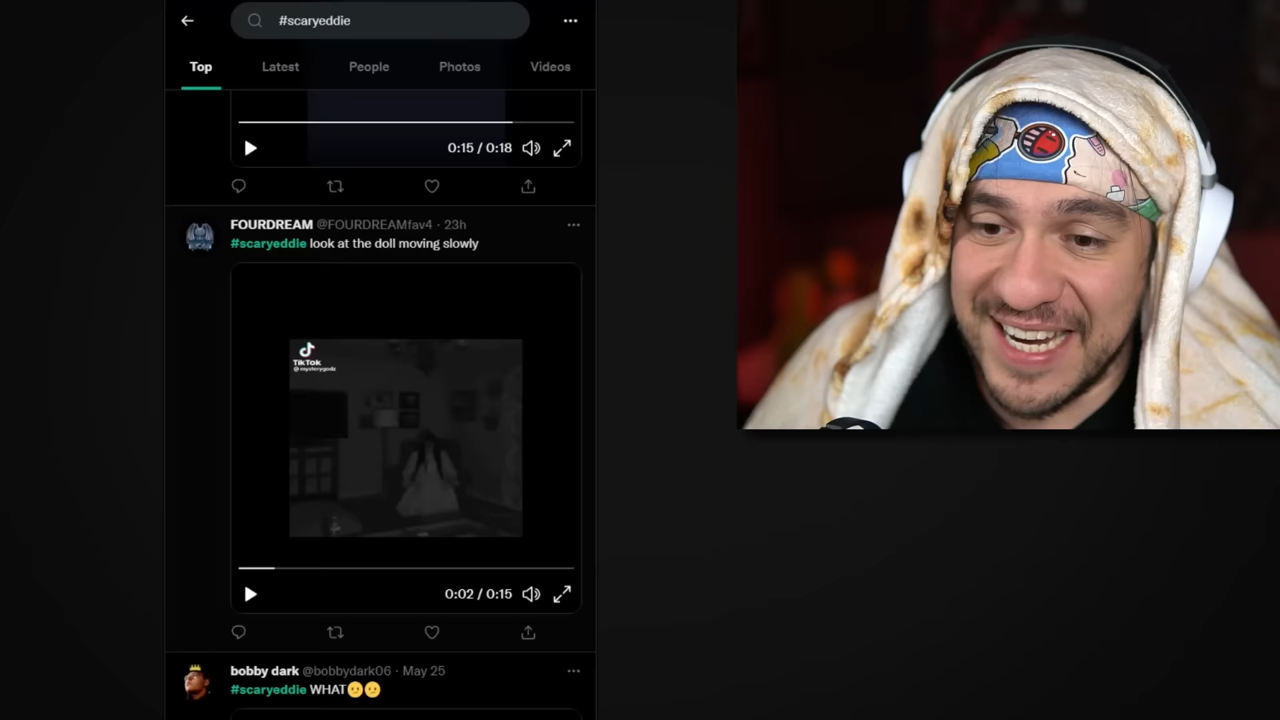 #scaryeddie
Top Latest People Photos Videos
0:15 / 0:18
FOURDREAM @FOURDREAMfav4 · 23h
#scaryeddie look at the doll moving slowly
TikTok
@mysterygodz
0:02 / 0:15
bobby dark @bobbydark06 · May 25
#scaryeddie WHAT🫤🫤